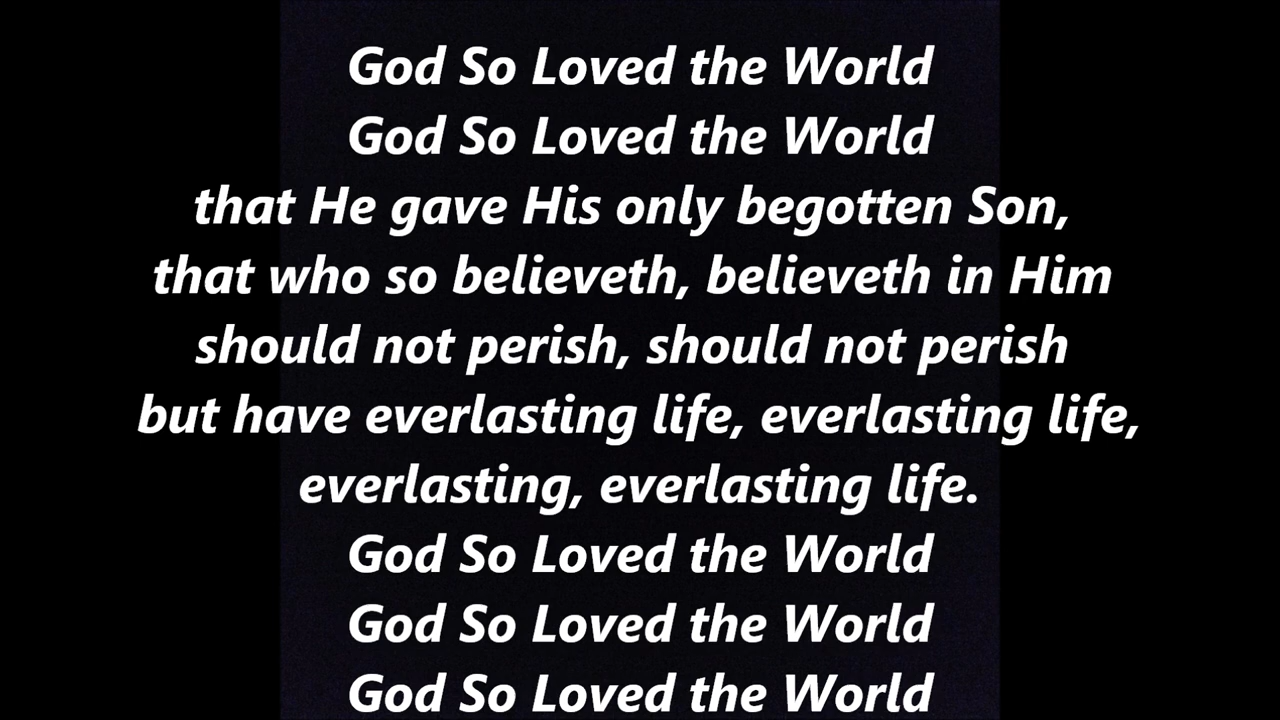 God So Loved the World
God So Loved the World
that He gave His only begotten Son,
that who so believeth, believeth in Him
should not perish, should not perish
but have everlasting life, everlasting life,
everlasting, everlasting life.
God So Loved the World
God So Loved the World
God So Loved the World